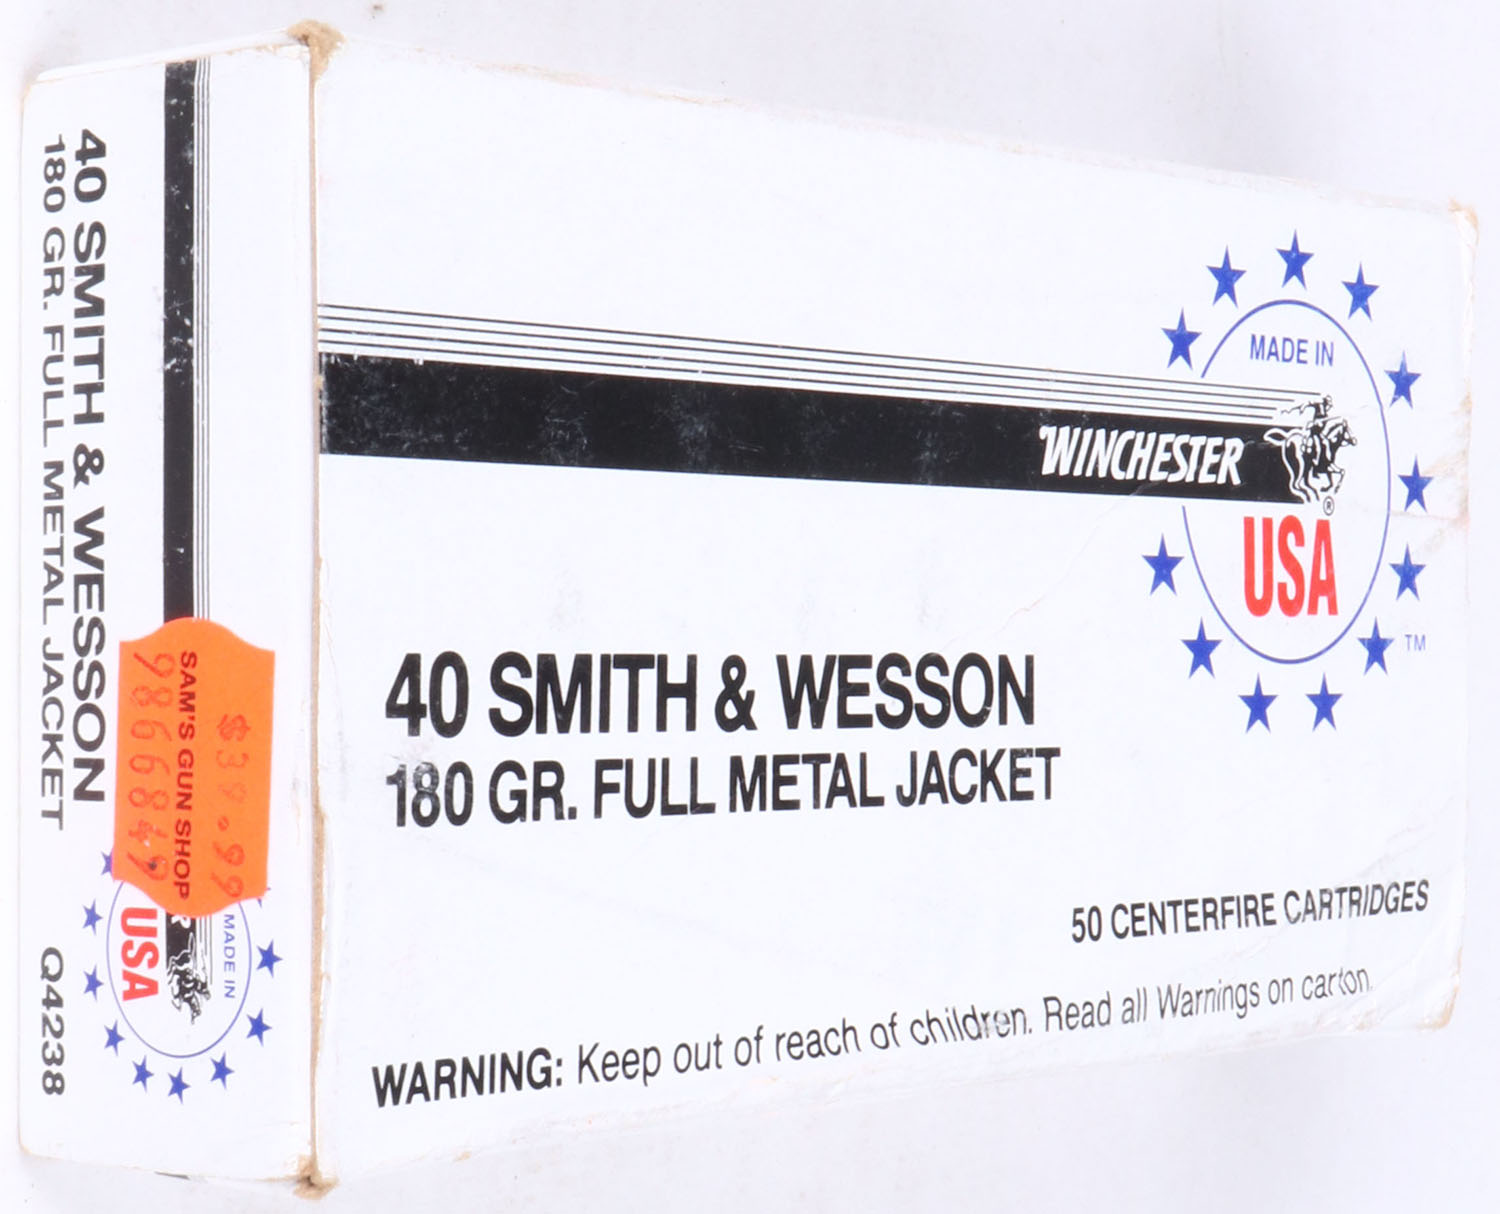 40 SMITH & WESSON
180 GR. FULL METAL JACKET
Q4238
MADE IN
USA
SAM'S GUN SHOP
$39.99
9866849
MADE IN
WINCHESTER
®
USA
TM
40 SMITH & WESSON
180 GR. FULL METAL JACKET
50 CENTERFIRE CARTRIDGES
WARNING: Keep out of reach of children. Read all Warnings on carton.